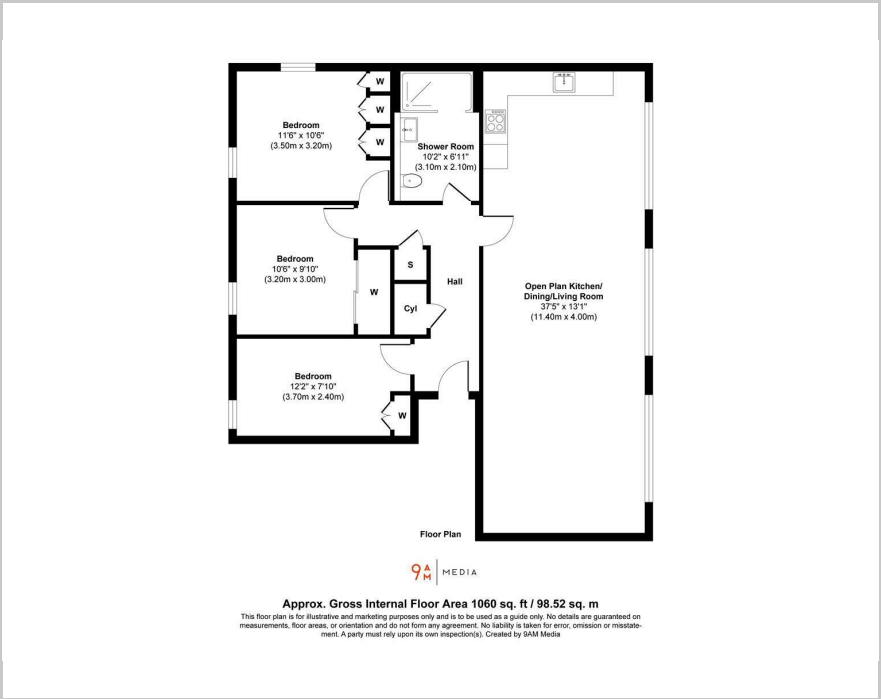 W
W
W
Bedroom
11'6" x 10'6"
(3.50m x 3.20m)
Shower Room
10'2" x 6'11"
(3.10m x 2.10m)
Bedroom
10'6" x 9'10"
(3.20m x 3.00m)
W
S
Cyl
Hall
Open Plan Kitchen/
Dining/Living Room
37'5" x 13'1"
(11.40m x 4.00m)
Bedroom
12'2" x 7'10"
(3.70m x 2.40m)
W
Floor Plan
9AM MEDIA
Approx. Gross Internal Floor Area 1060 sq. ft / 98.52 sq. m
This floor plan is for illustrative and marketing purposes only and is to be used as a guide only. No details are guaranteed on
measurements, floor areas, or orientation and do not form any agreement. No liability is taken for error, omission or misstate-
ment. A party must rely upon its own inspection(s). Created by 9AM Media